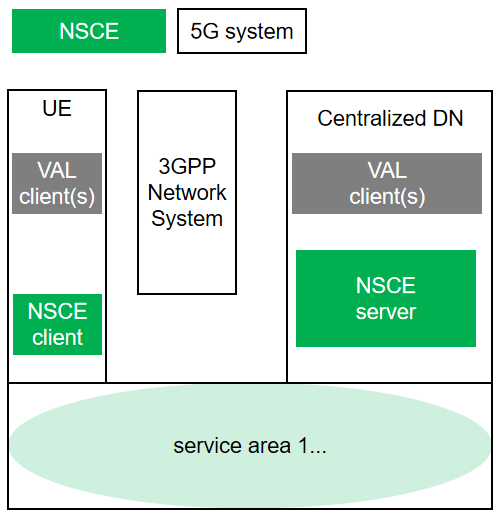 NSCE
5G system
UE
VAL
client(s)
NSCE
client
3GPP
Network
System
Centralized DN
VAL
client(s)
NSCE
server
service area 1...